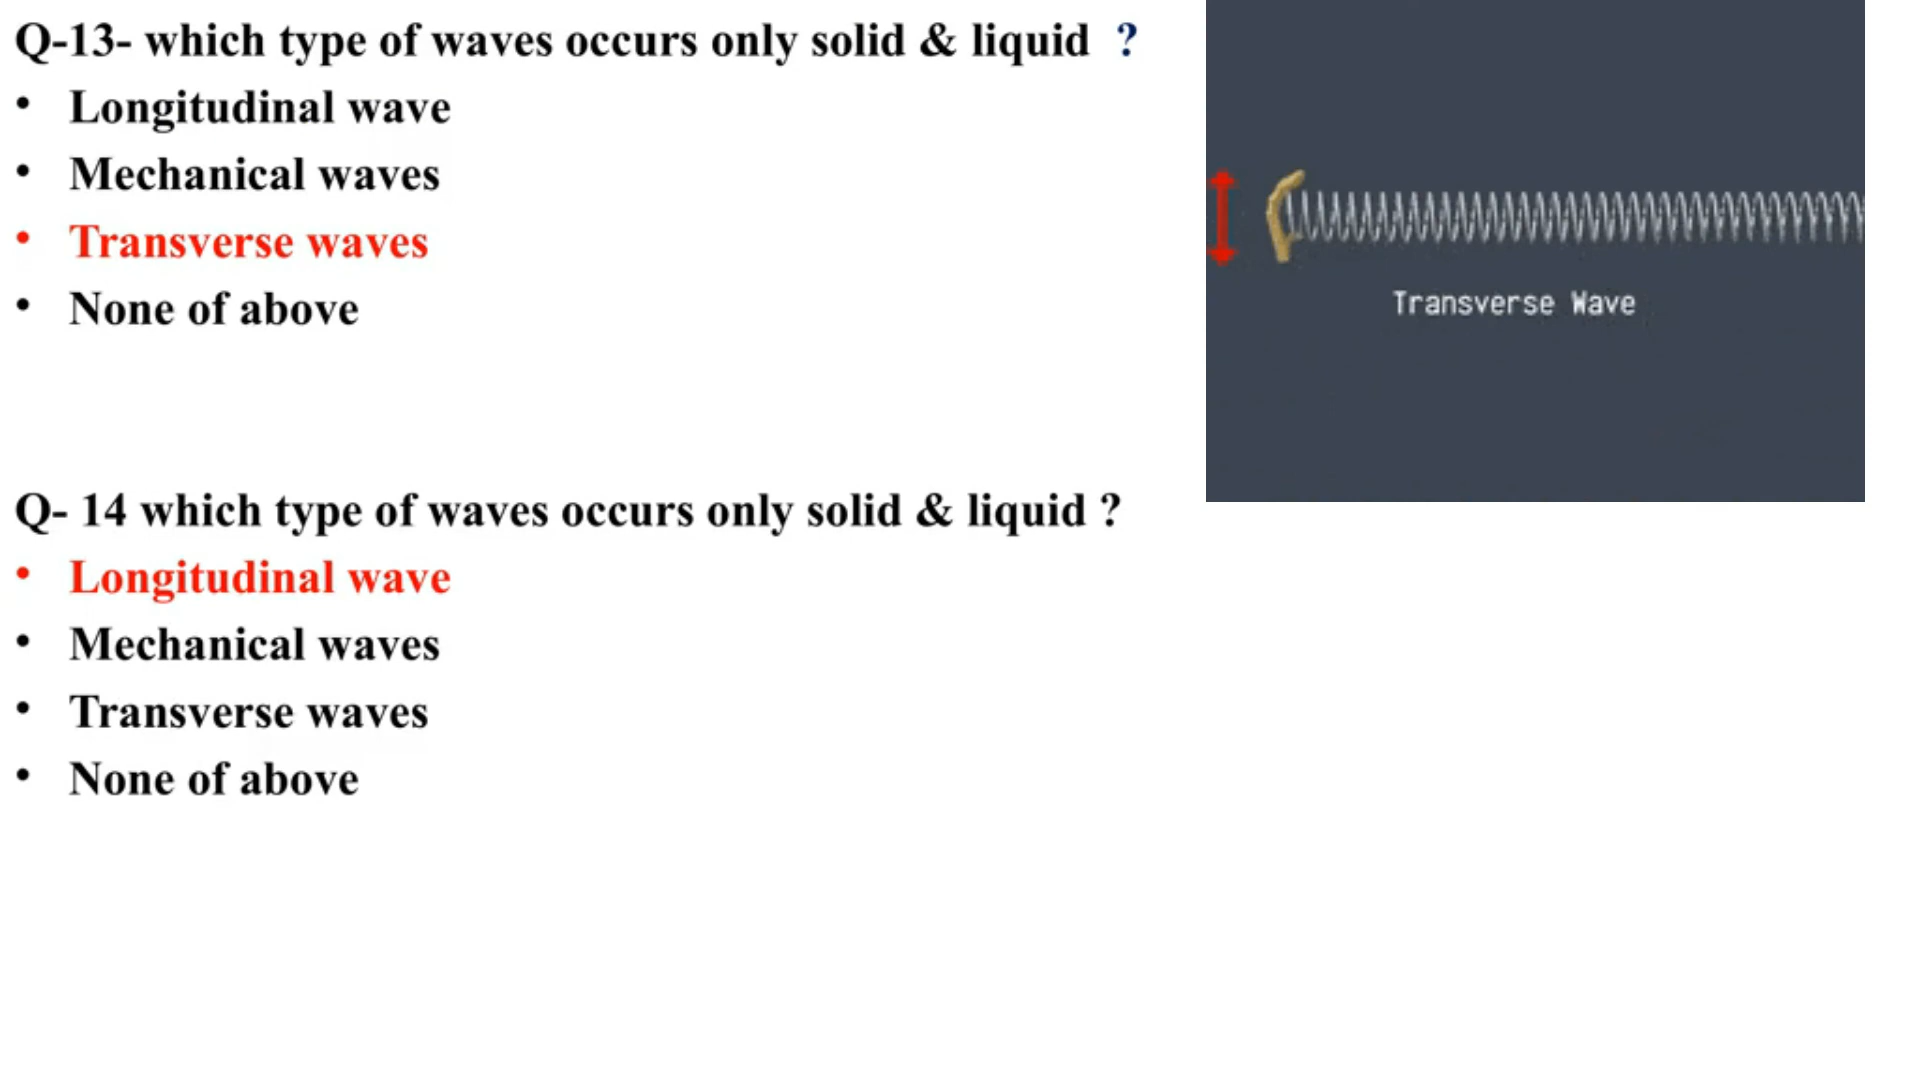 Q-13- which type of waves occurs only solid & liquid ?
• Longitudinal wave
• Mechanical waves
• Transverse waves
• None of above
Transverse Wave
Q- 14 which type of waves occurs only solid & liquid ?
• Longitudinal wave
• Mechanical waves
• Transverse waves
• None of above